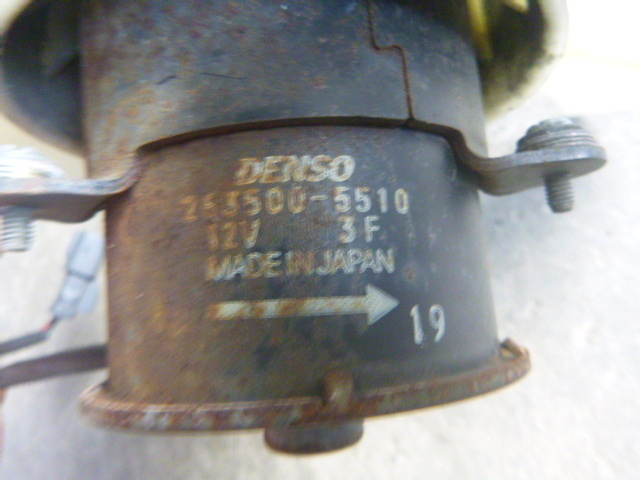 DENSO
263500-5510
12V 3F
MADE IN JAPAN
19